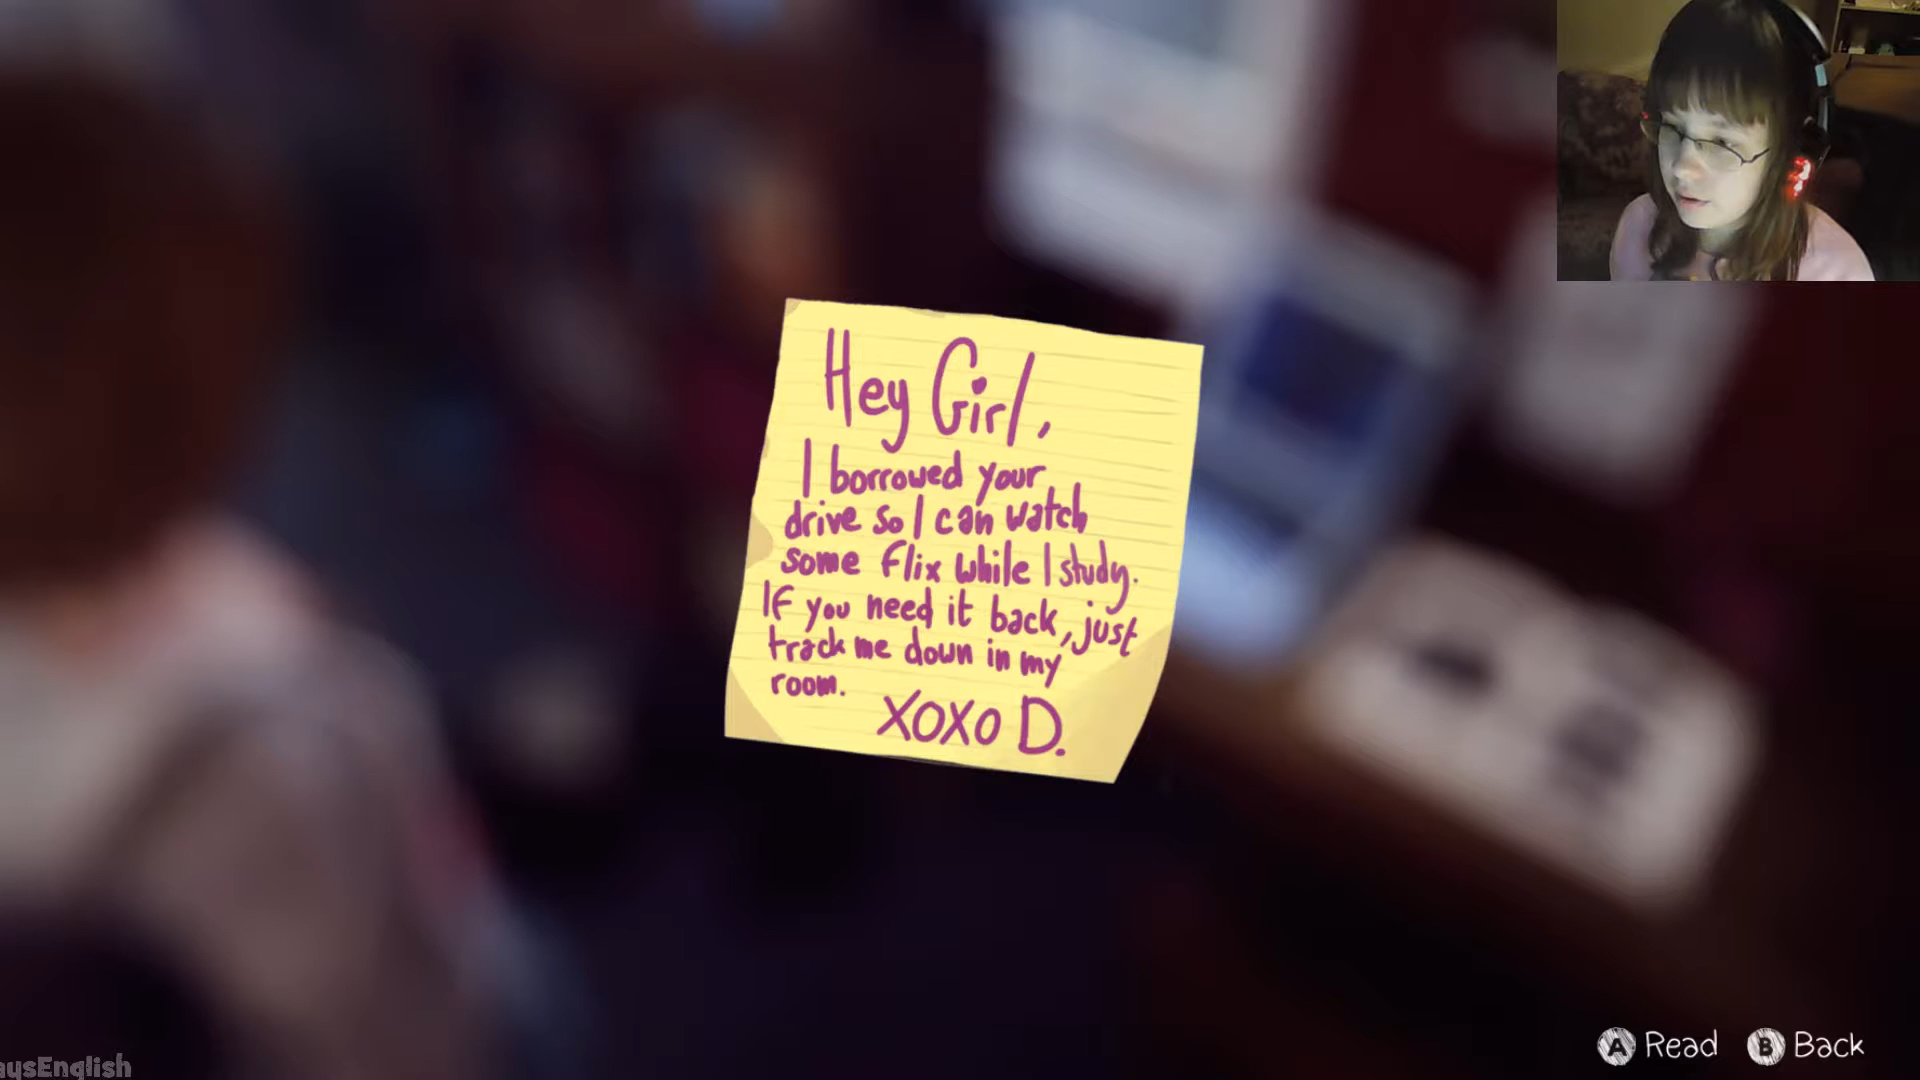 Hey Girl,
I borrowed your
drive so I can watch
some flix while I study.
If you need it back, just
track me down in my
room.
XOXO D.
A Read B Back
aysEnglish